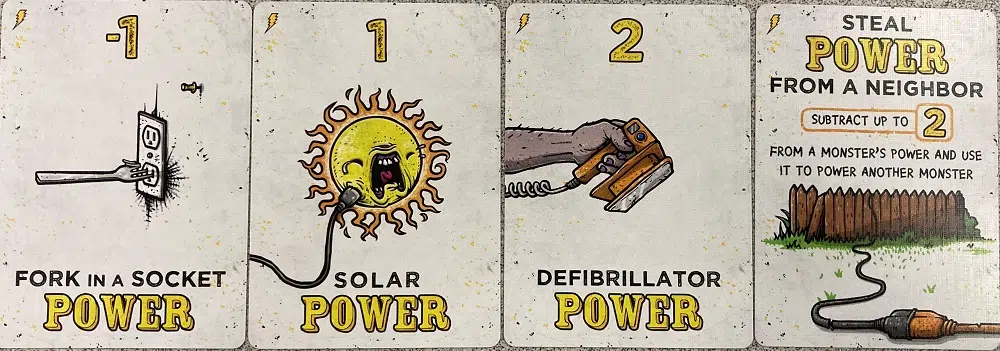 -1
FORK IN A SOCKET
POWER
1
SOLAR
POWER
2
DEFIBRILLATOR
POWER
STEAL
POWER
FROM A NEIGHBOR
SUBTRACT UP TO 2
FROM A MONSTER'S POWER AND USE
IT TO POWER ANOTHER MONSTER